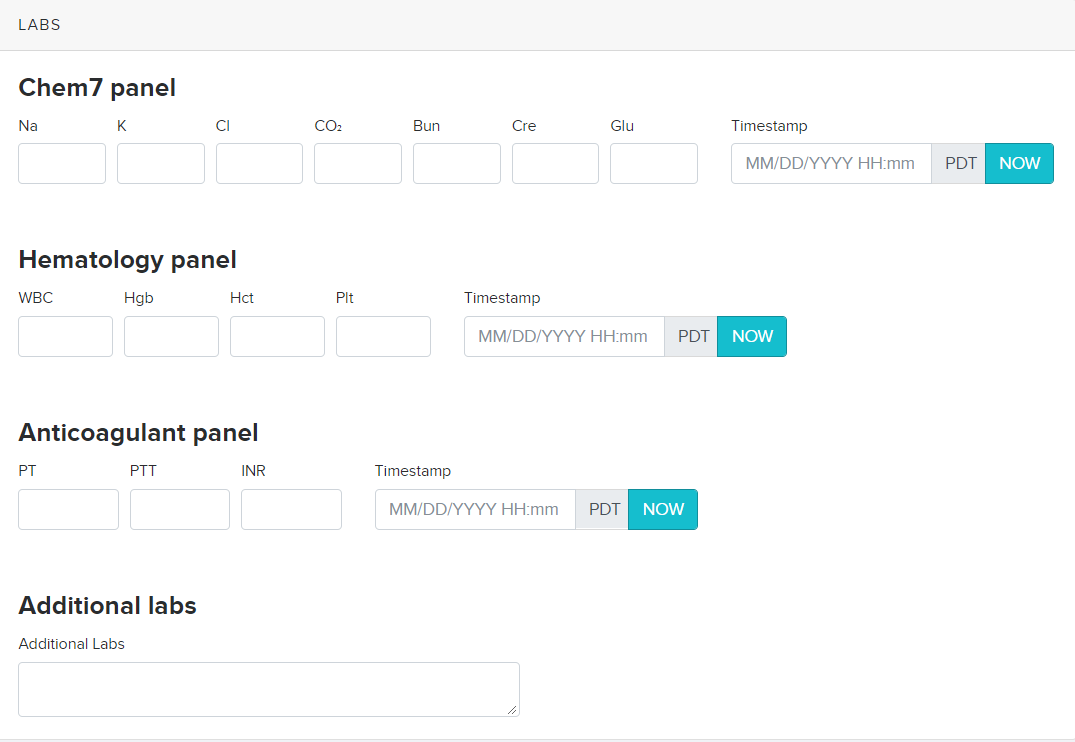 LABS
Chem7 panel
Na K Cl CO₂ Bun Cre Glu Timestamp
MM/DD/YYYY HH:mm PDT NOW
Hematology panel
WBC Hgb Hct Plt Timestamp
MM/DD/YYYY HH:mm PDT NOW
Anticoagulant panel
PT PTT INR Timestamp
MM/DD/YYYY HH:mm PDT NOW
Additional labs
Additional Labs